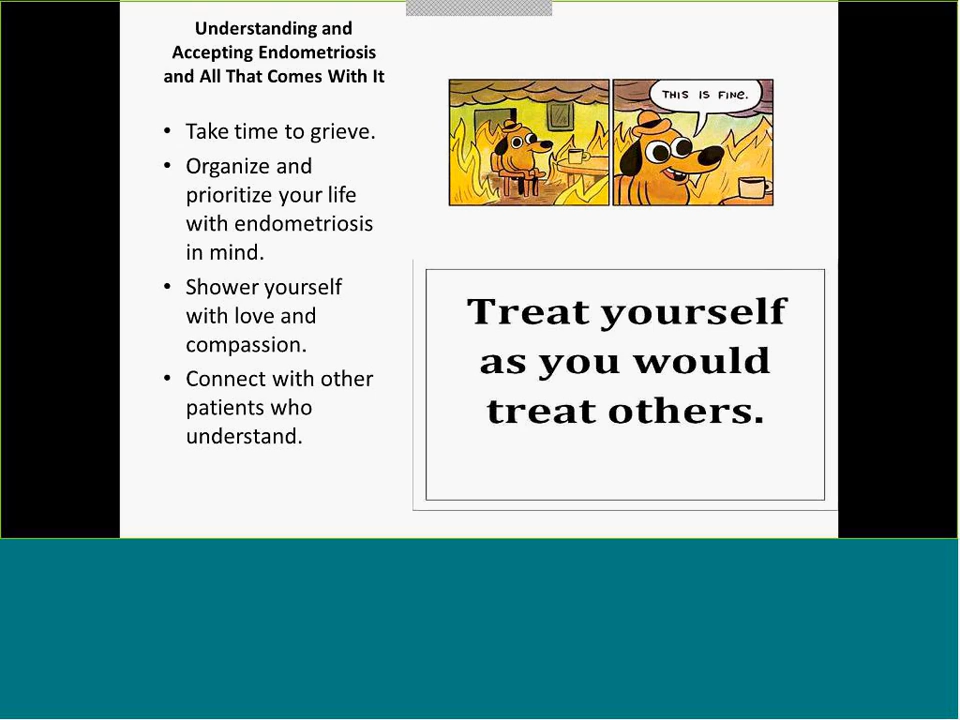 Understanding and
Accepting Endometriosis
and All That Comes With It
• Take time to grieve.
• Organize and
prioritize your life
with endometriosis
in mind.
• Shower yourself
with love and
compassion.
• Connect with other
patients who
understand.
THIS IS FINE.
Treat yourself
as you would
treat others.